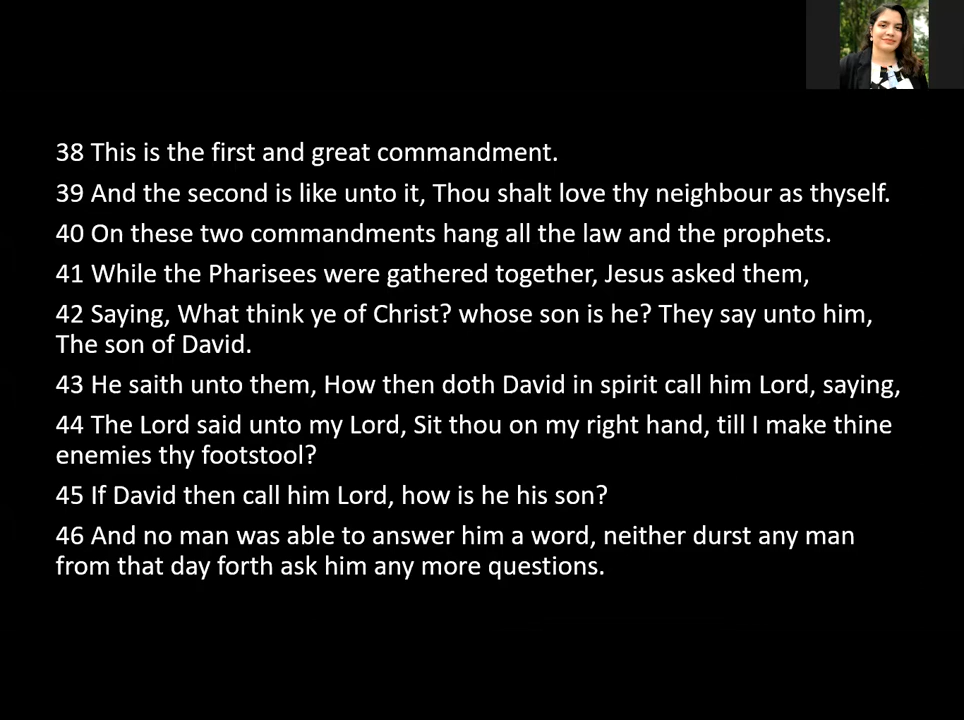 38 This is the first and great commandment.
39 And the second is like unto it, Thou shalt love thy neighbour as thyself.
40 On these two commandments hang all the law and the prophets.
41 While the Pharisees were gathered together, Jesus asked them,
42 Saying, What think ye of Christ? whose son is he? They say unto him,
The son of David.
43 He saith unto them, How then doth David in spirit call him Lord, saying,
44 The Lord said unto my Lord, Sit thou on my right hand, till I make thine
enemies thy footstool?
45 If David then call him Lord, how is he his son?
46 And no man was able to answer him a word, neither durst any man
from that day forth ask him any more questions.